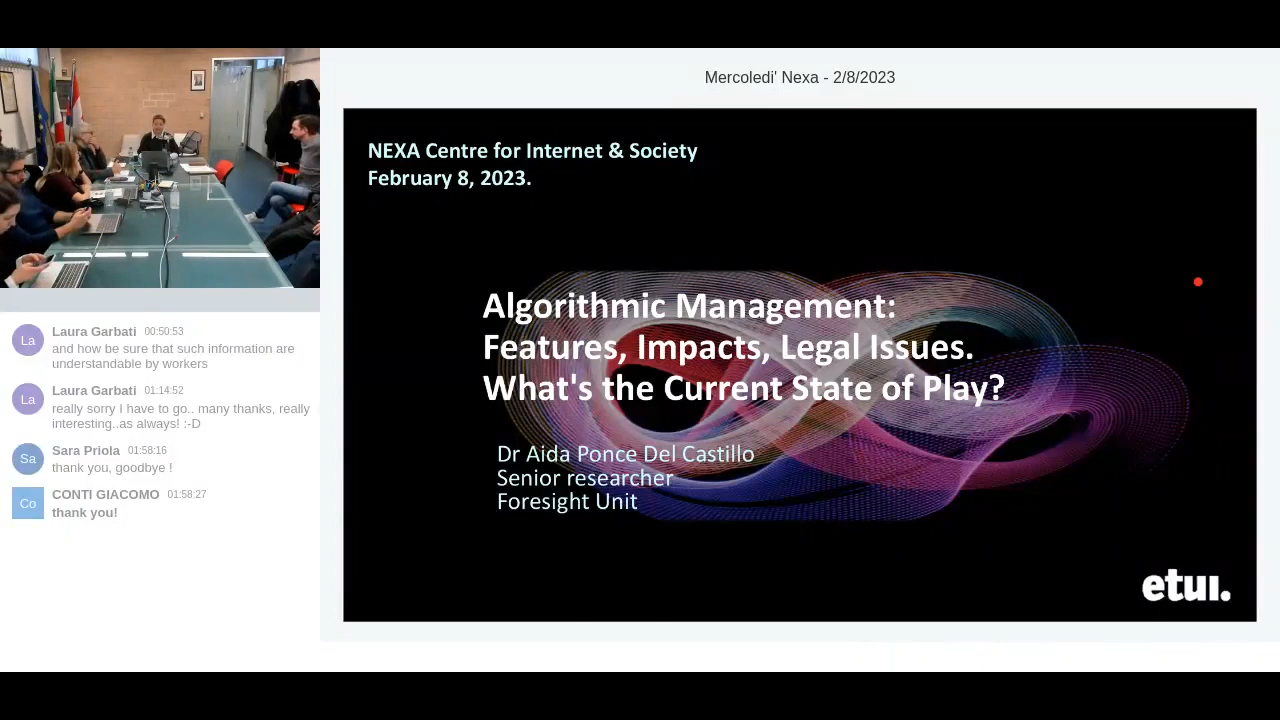 Mercoledi' Nexa - 2/8/2023
NEXA Centre for Internet & Society
February 8, 2023.
Algorithmic Management:
Features, Impacts, Legal Issues.
What's the Current State of Play?
Dr Aida Ponce Del Castillo
Senior researcher
Foresight Unit
etui.
La
Laura Garbati 00:50:53
and how be sure that such information are
understandable by workers
La
Laura Garbati 01:14:52
really sorry I have to go.. many thanks, really
interesting..as always! :-D
Sa
Sara Priola 01:58:16
thank you, goodbye !
Co
CONTI GIACOMO 01:58:27
thank you!